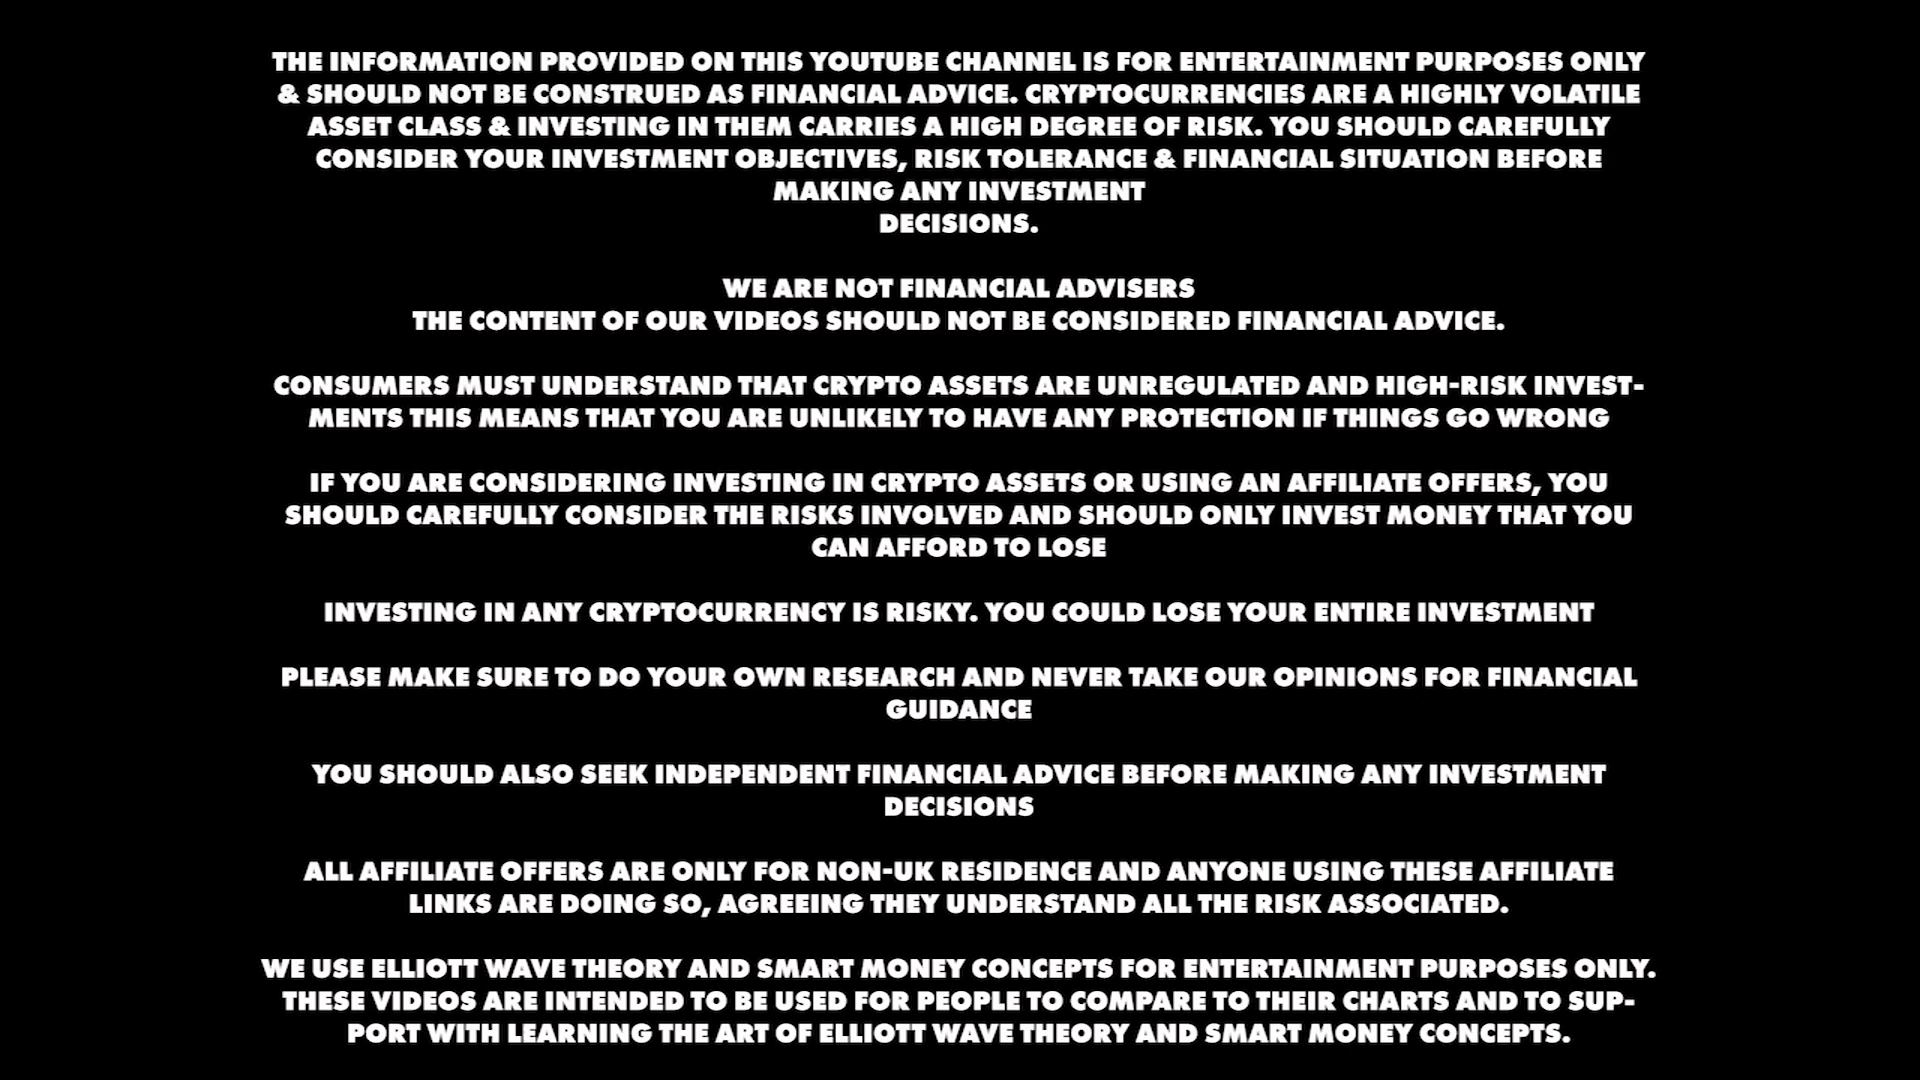 THE INFORMATION PROVIDED ON THIS YOUTUBE CHANNEL IS FOR ENTERTAINMENT PURPOSES ONLY
& SHOULD NOT BE CONSTRUED AS FINANCIAL ADVICE. CRYPTOCURRENCIES ARE A HIGHLY VOLATILE
ASSET CLASS & INVESTING IN THEM CARRIES A HIGH DEGREE OF RISK. YOU SHOULD CAREFULLY
CONSIDER YOUR INVESTMENT OBJECTIVES, RISK TOLERANCE & FINANCIAL SITUATION BEFORE
MAKING ANY INVESTMENT
DECISIONS.
WE ARE NOT FINANCIAL ADVISERS
THE CONTENT OF OUR VIDEOS SHOULD NOT BE CONSIDERED FINANCIAL ADVICE.
CONSUMERS MUST UNDERSTAND THAT CRYPTO ASSETS ARE UNREGULATED AND HIGH-RISK INVEST-
MENTS THIS MEANS THAT YOU ARE UNLIKELY TO HAVE ANY PROTECTION IF THINGS GO WRONG
IF YOU ARE CONSIDERING INVESTING IN CRYPTO ASSETS OR USING AN AFFILIATE OFFERS, YOU
SHOULD CAREFULLY CONSIDER THE RISKS INVOLVED AND SHOULD ONLY INVEST MONEY THAT YOU
CAN AFFORD TO LOSE
INVESTING IN ANY CRYPTOCURRENCY IS RISKY. YOU COULD LOSE YOUR ENTIRE INVESTMENT
PLEASE MAKE SURE TO DO YOUR OWN RESEARCH AND NEVER TAKE OUR OPINIONS FOR FINANCIAL
GUIDANCE
YOU SHOULD ALSO SEEK INDEPENDENT FINANCIAL ADVICE BEFORE MAKING ANY INVESTMENT
DECISIONS
ALL AFFILIATE OFFERS ARE ONLY FOR NON-UK RESIDENCE AND ANYONE USING THESE AFFILIATE
LINKS ARE DOING SO, AGREEING THEY UNDERSTAND ALL THE RISK ASSOCIATED.
WE USE ELLIOTT WAVE THEORY AND SMART MONEY CONCEPTS FOR ENTERTAINMENT PURPOSES ONLY.
THESE VIDEOS ARE INTENDED TO BE USED FOR PEOPLE TO COMPARE TO THEIR CHARTS AND TO SUP-
PORT WITH LEARNING THE ART OF ELLIOTT WAVE THEORY AND SMART MONEY CONCEPTS.